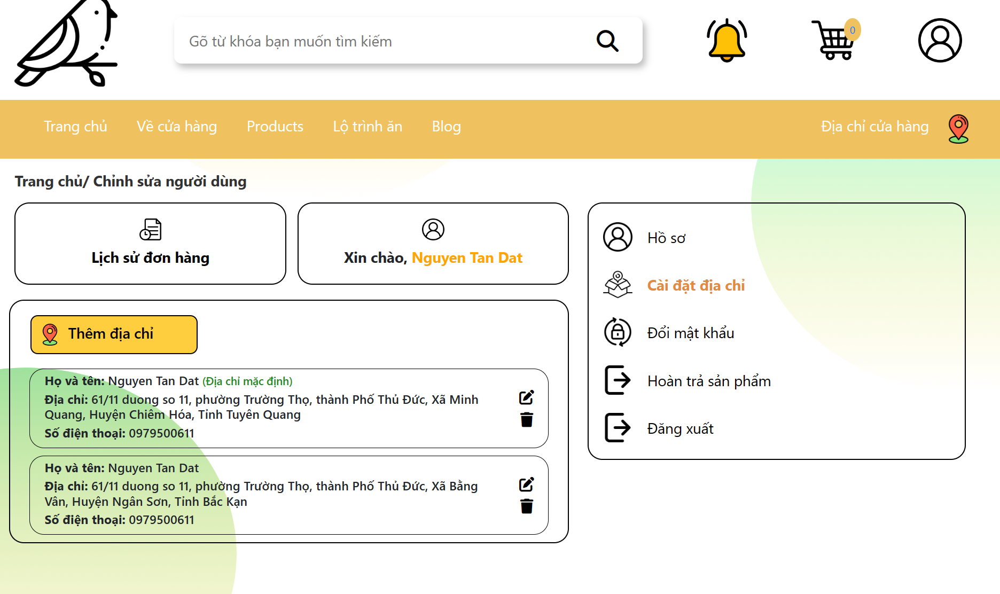 Gõ từ khóa bạn muốn tìm kiếm
0
Trang chủ
Về cửa hàng
Products
Lộ trình ăn
Blog
Địa chỉ cửa hàng
Trang chủ/ Chỉnh sửa người dùng
Lịch sử đơn hàng
Xin chào, Nguyen Tan Dat
Thêm địa chỉ
Họ và tên: Nguyen Tan Dat (Địa chỉ mặc định)
Địa chỉ: 61/11 duong so 11, phường Trường Thọ, thành Phố Thủ Đức, Xã Minh
Quang, Huyện Chiêm Hóa, Tỉnh Tuyên Quang
Số điện thoại: 0979500611
Họ và tên: Nguyen Tan Dat
Địa chỉ: 61/11 duong so 11, phường Trường Thọ, thành Phố Thủ Đức, Xã Bằng
Vân, Huyện Ngân Sơn, Tỉnh Bắc Kạn
Số điện thoại: 0979500611
Hồ sơ
Cài đặt địa chỉ
Đổi mật khẩu
Hoàn trả sản phẩm
Đăng xuất